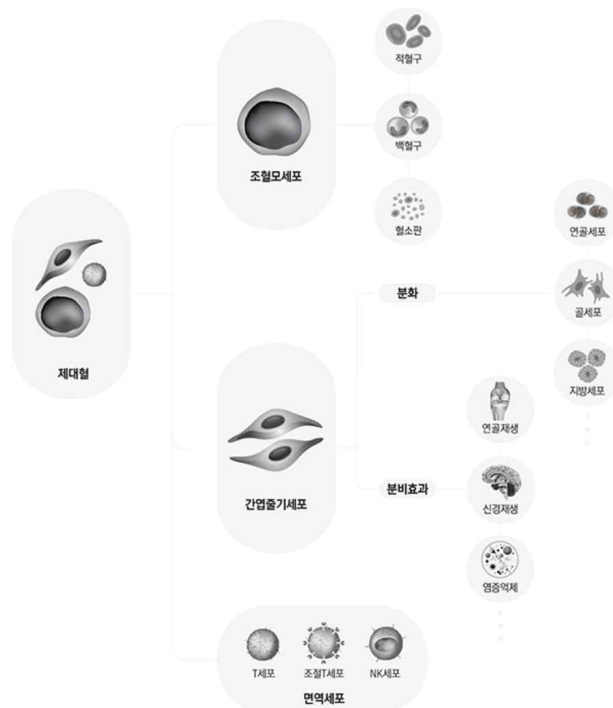 적혈구
백혈구
조혈모세포
혈소판
연골세포
분화
골세포
제대혈
지방세포
연골재생
간엽줄기세포
분비효과
신경재생
염증억제
T세포
조절T세포
NK세포
면역세포